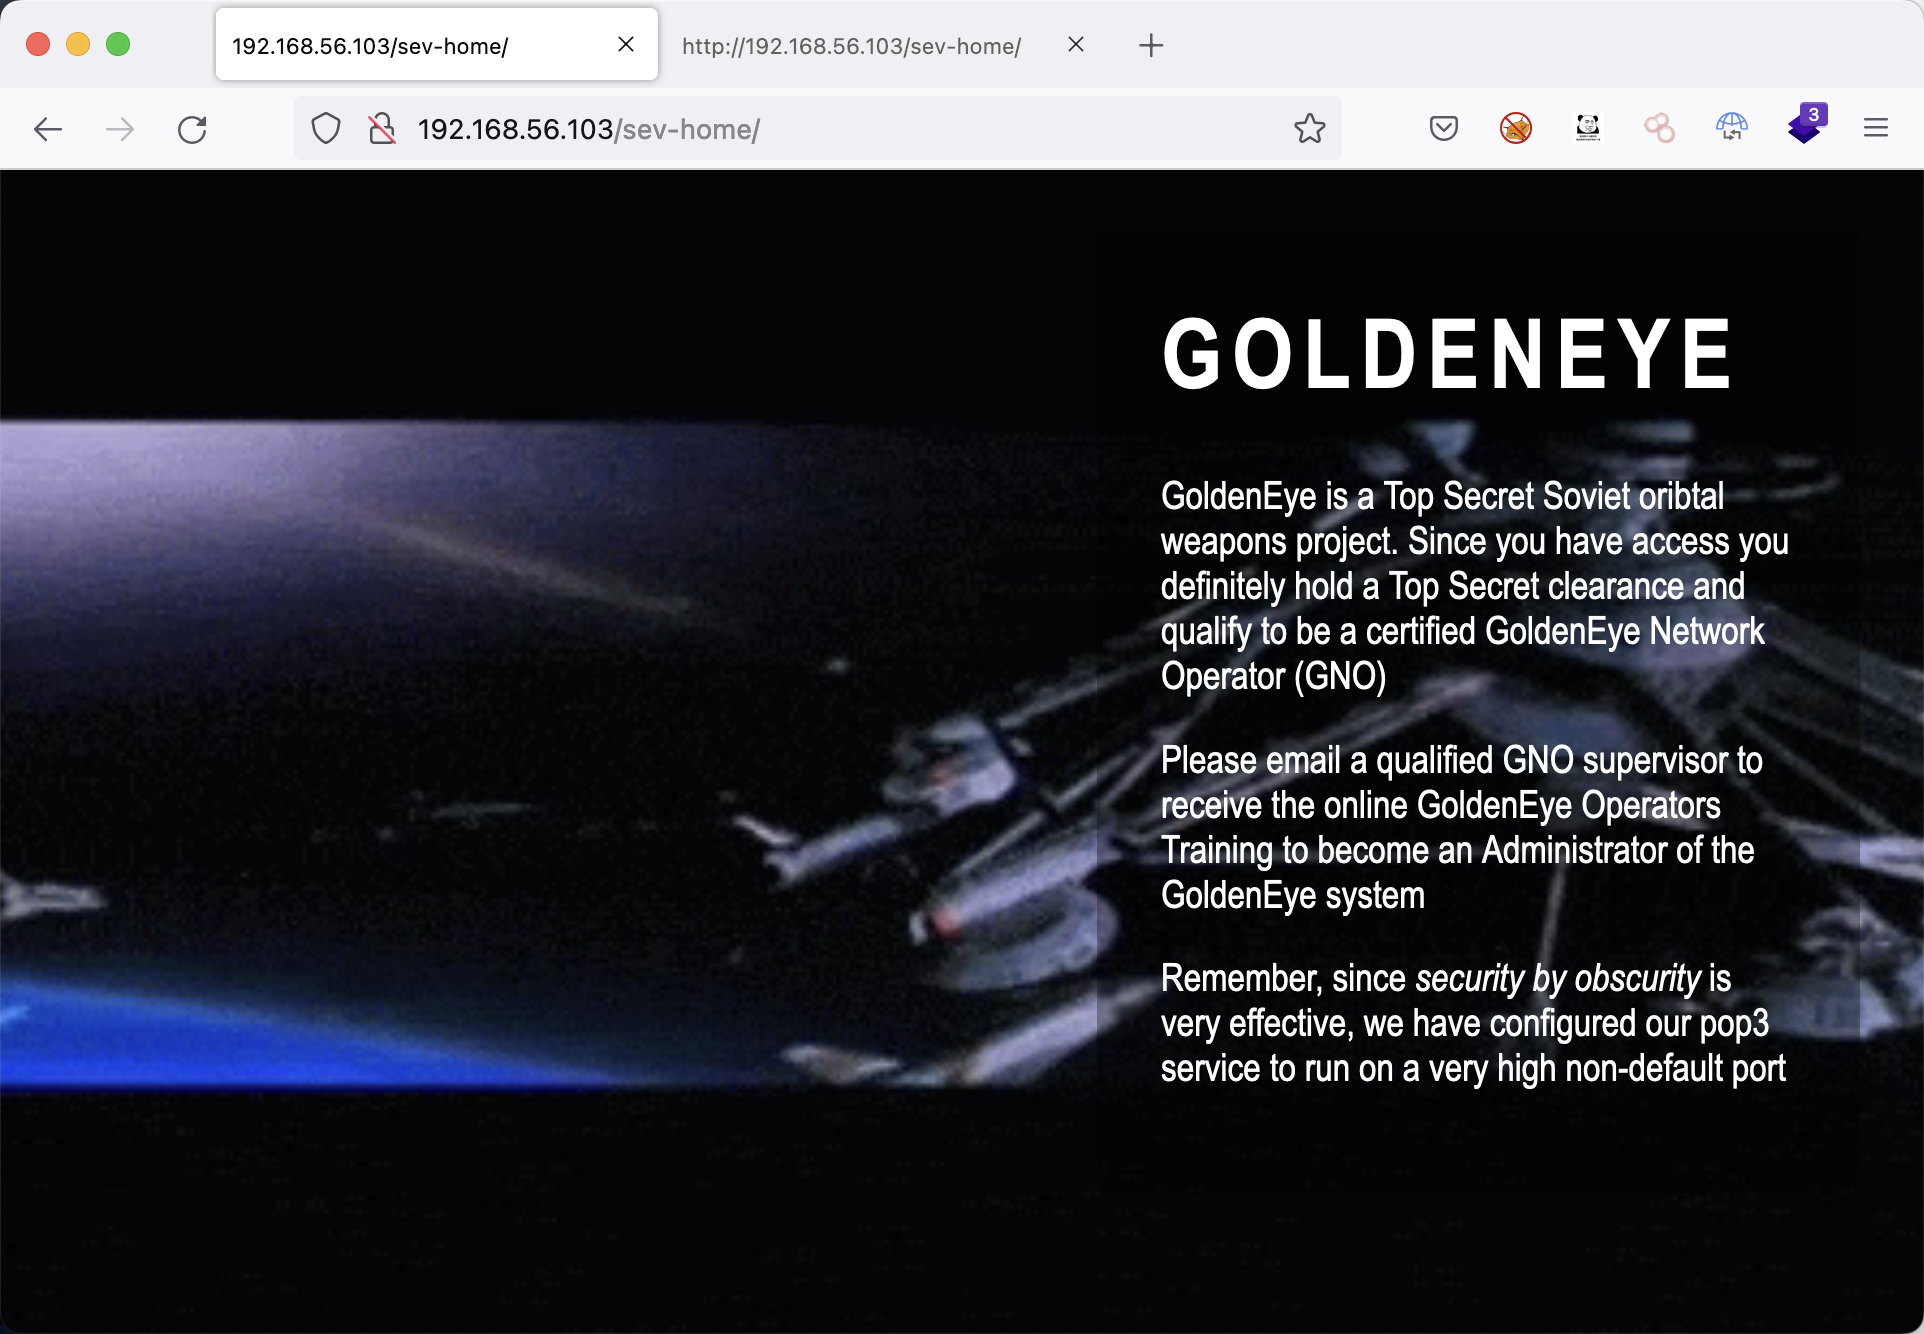 192.168.56.103/sev-home/
http://192.168.56.103/sev-home/
192.168.56.103/sev-home/
3
GOLDENEYE
GoldenEye is a Top Secret Soviet oribtal
weapons project. Since you have access you
definitely hold a Top Secret clearance and
qualify to be a certified GoldenEye Network
Operator (GNO)
Please email a qualified GNO supervisor to
receive the online GoldenEye Operators
Training to become an Administrator of the
GoldenEye system
Remember, since security by obscurity is
very effective, we have configured our pop3
service to run on a very high non-default port